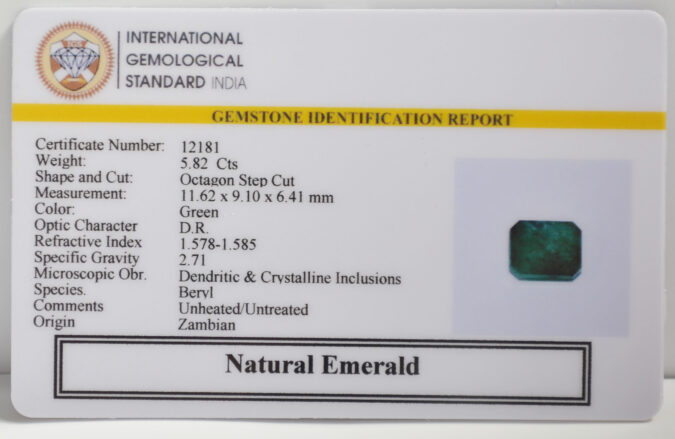 IGS
INTERNATIONAL
GEMOLOGICAL
STANDARD INDIA
GEMSTONE IDENTIFICATION REPORT
Certificate Number: 12181
Weight: 5.82 Cts
Shape and Cut: Octagon Step Cut
Measurement: 11.62 x 9.10 x 6.41 mm
Color: Green
Optic Character D.R.
Refractive Index 1.578-1.585
Specific Gravity 2.71
Microscopic Obr. Dendritic & Crystalline Inclusions
Species. Beryl
Comments Unheated/Untreated
Origin Zambian
Natural Emerald